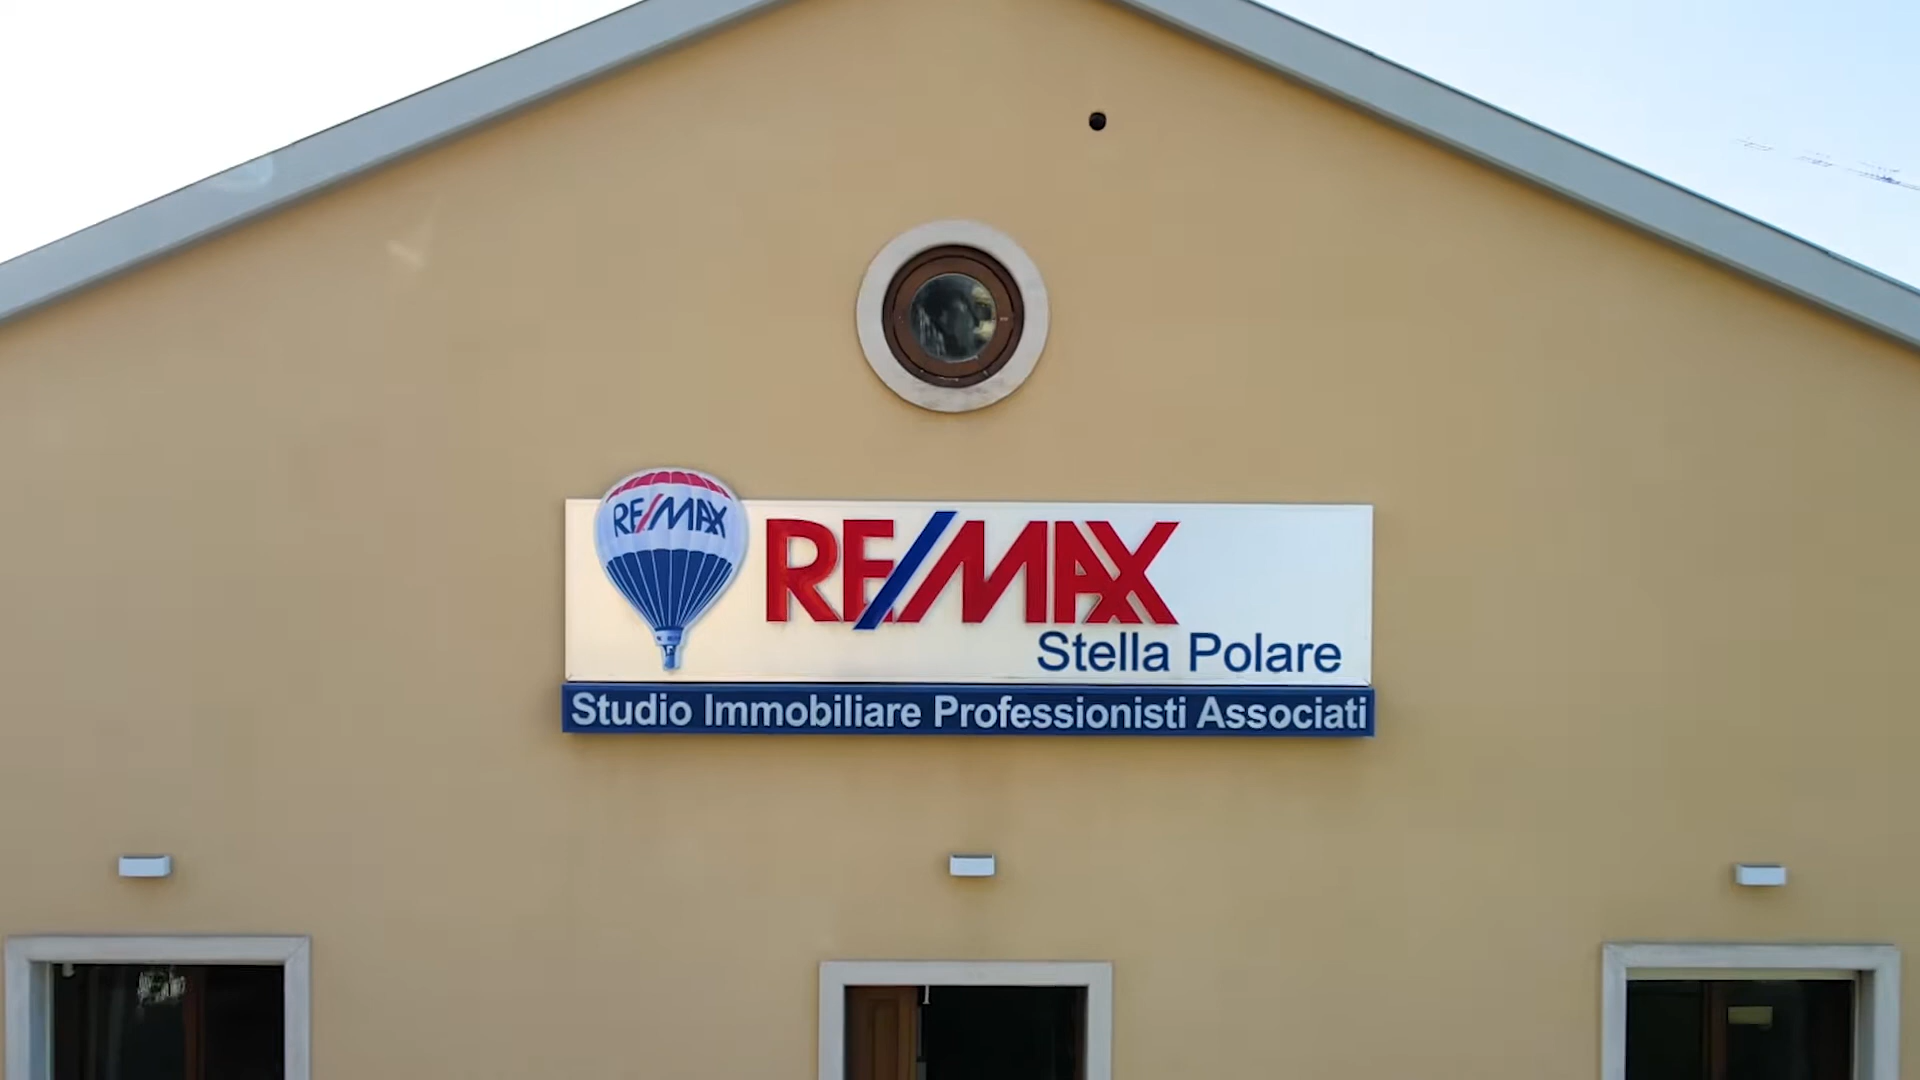 RE/MAX
RE/MAX
Stella Polare
Studio Immobiliare Professionisti Associati